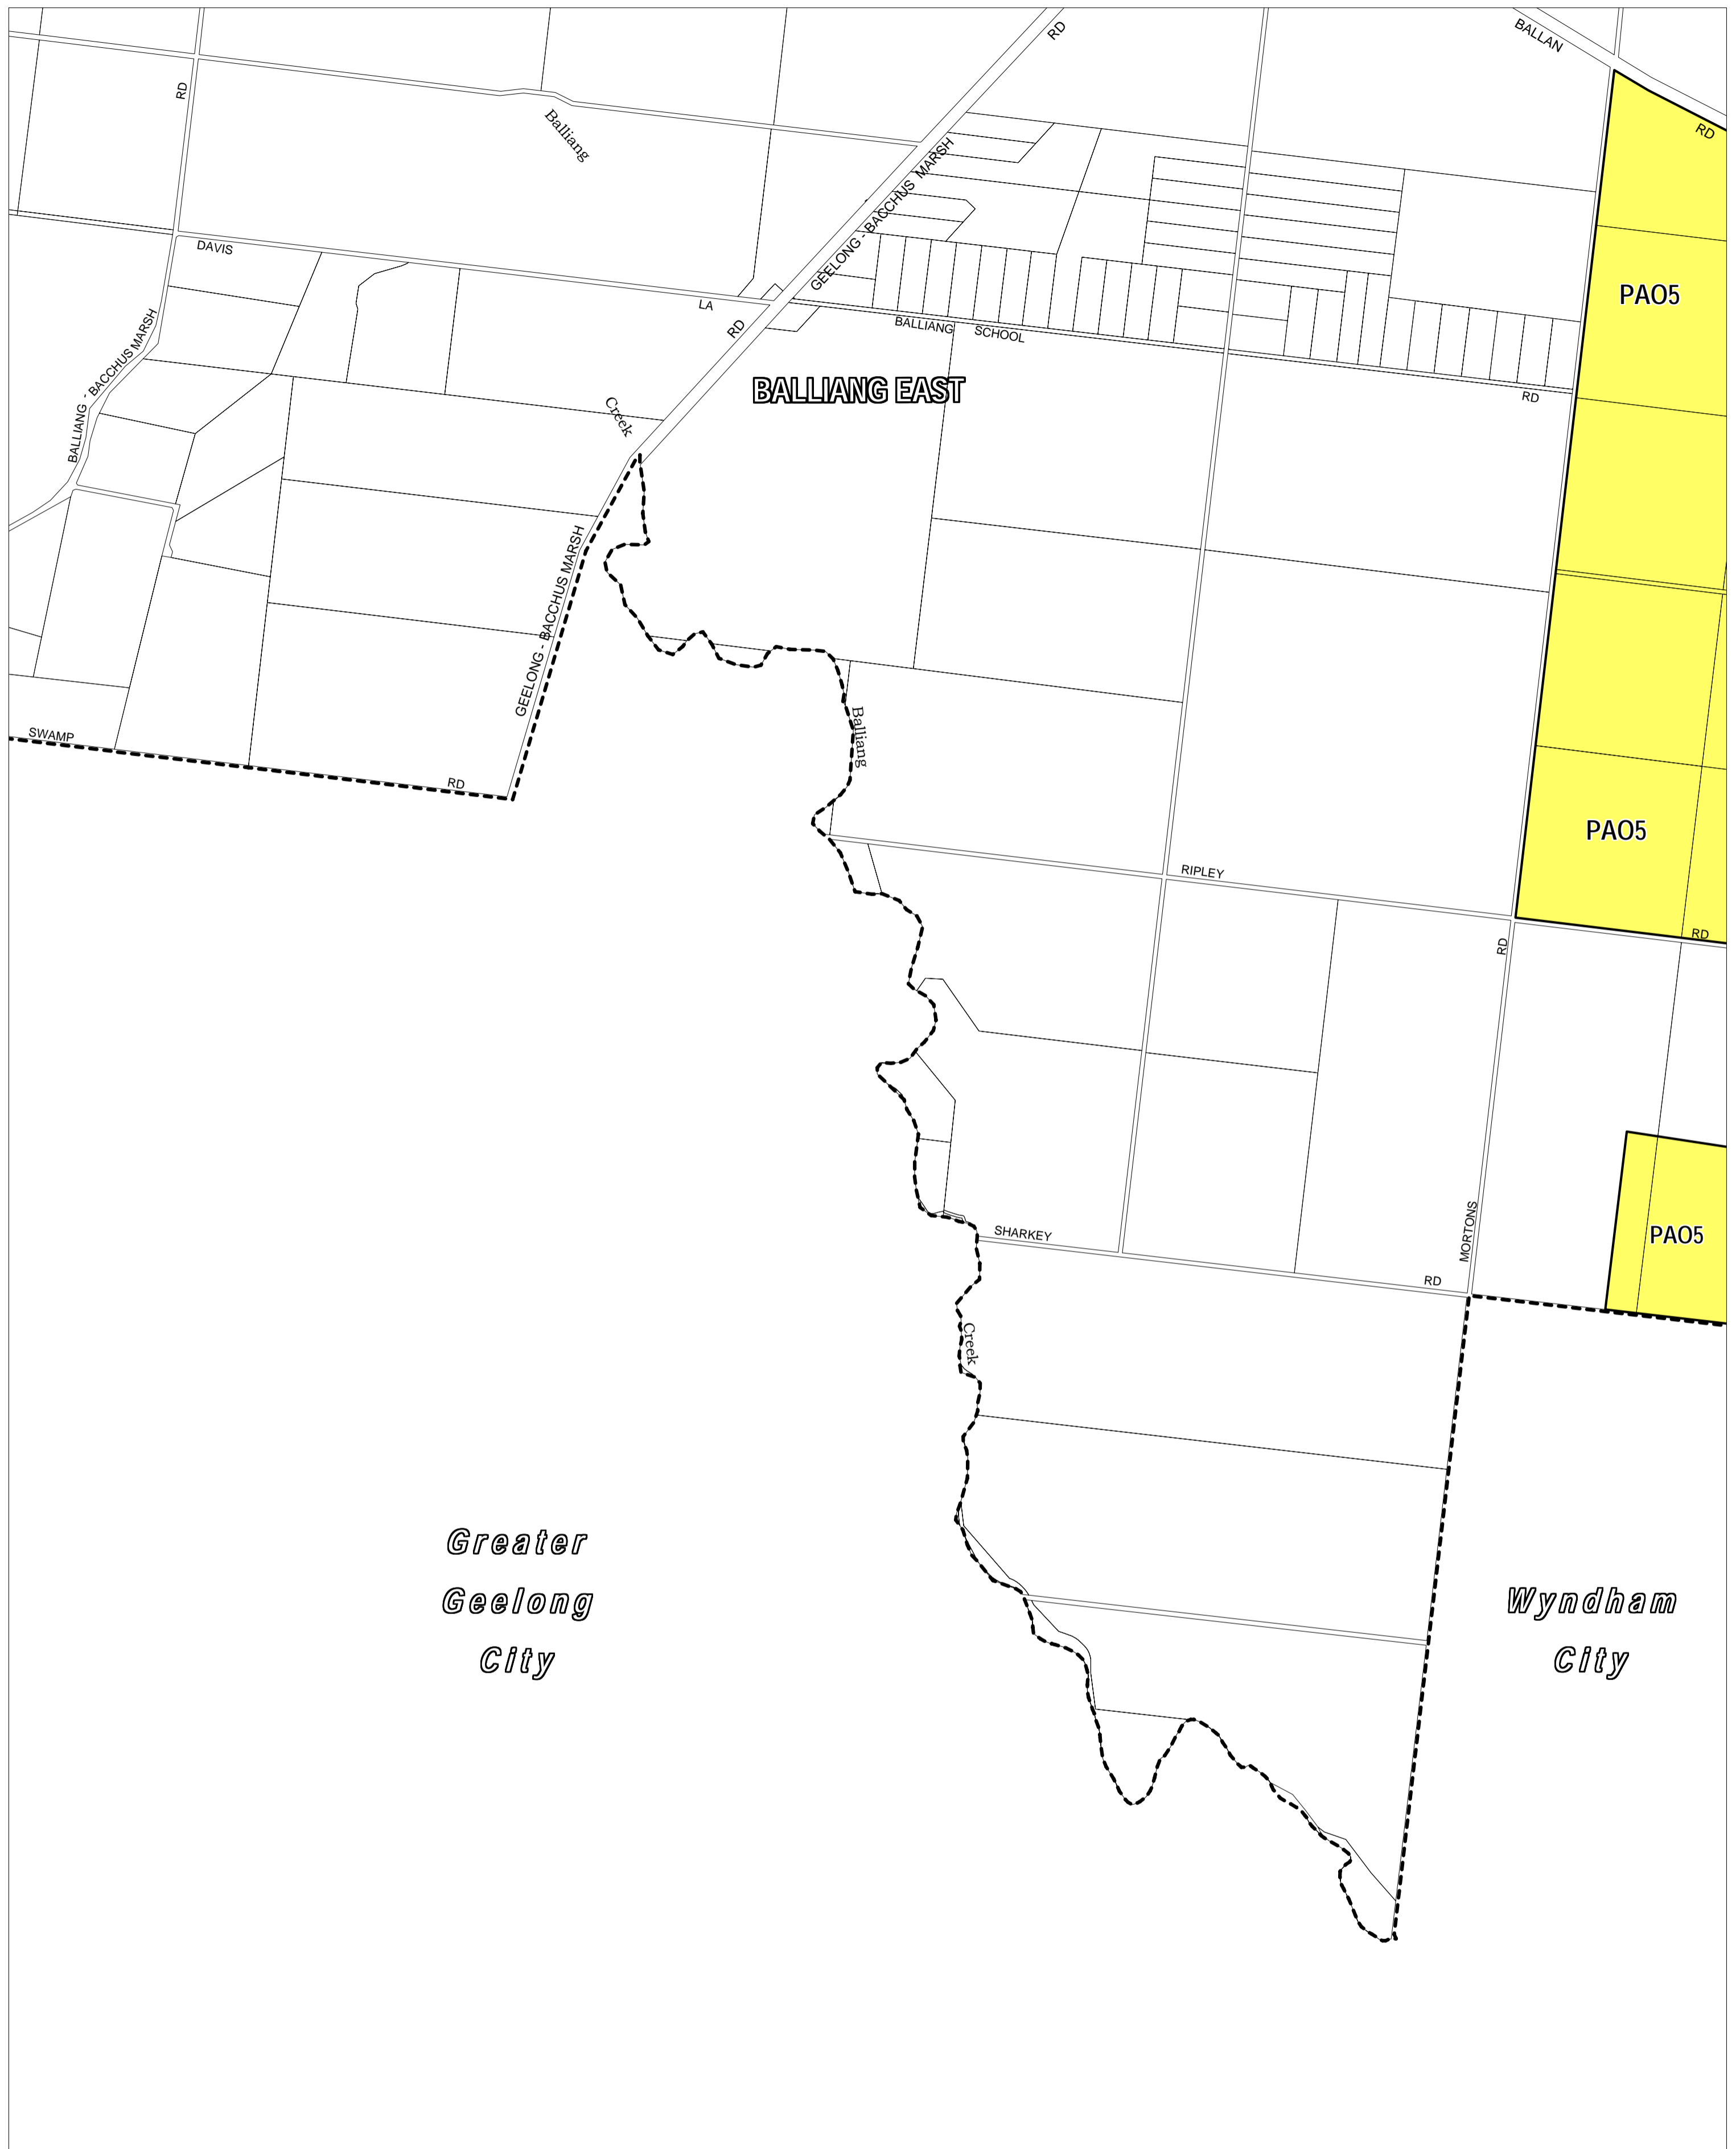 BALLAN
RD
RD
RD
RD
Balliang
GEELONG - BACCHUS MARSH
DAVIS
LA
PAO5
RD
BALLIANG SCHOOL
RD
BALLIANG - BACCHUS MARSH
BALLIANG EAST
Creek
GEELONG - BACCHUS MARSH
SWAMP
RD
Balliang
PAO5
RIPLEY
RD
RD
SHARKEY
MORTONS
RD
PAO5
Creek
Greater
Geelong
City
Wyndham
City